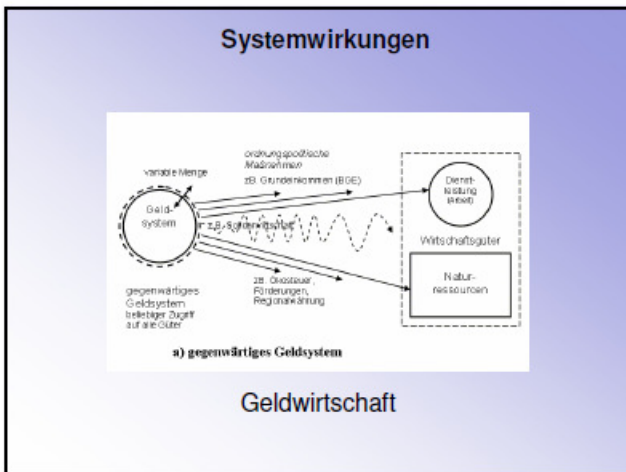 Systemwirkungen
ordnungspolitische
Maßnahmen
zB. Grundeinkommen (BGE)
variable Menge
Geld-
system
z.B. Solidarwirtschaft
Dienst-
leistung
(Arbeit)
Wirtschaftsgüter
Natur-
ressourcen
zB. Ökosteuer,
Förderungen,
Regionalwährung
gegenwärtiges
Geldsystem
beliebiger Zugriff
auf alle Güter
a) gegenwärtiges Geldsystem
Geldwirtschaft